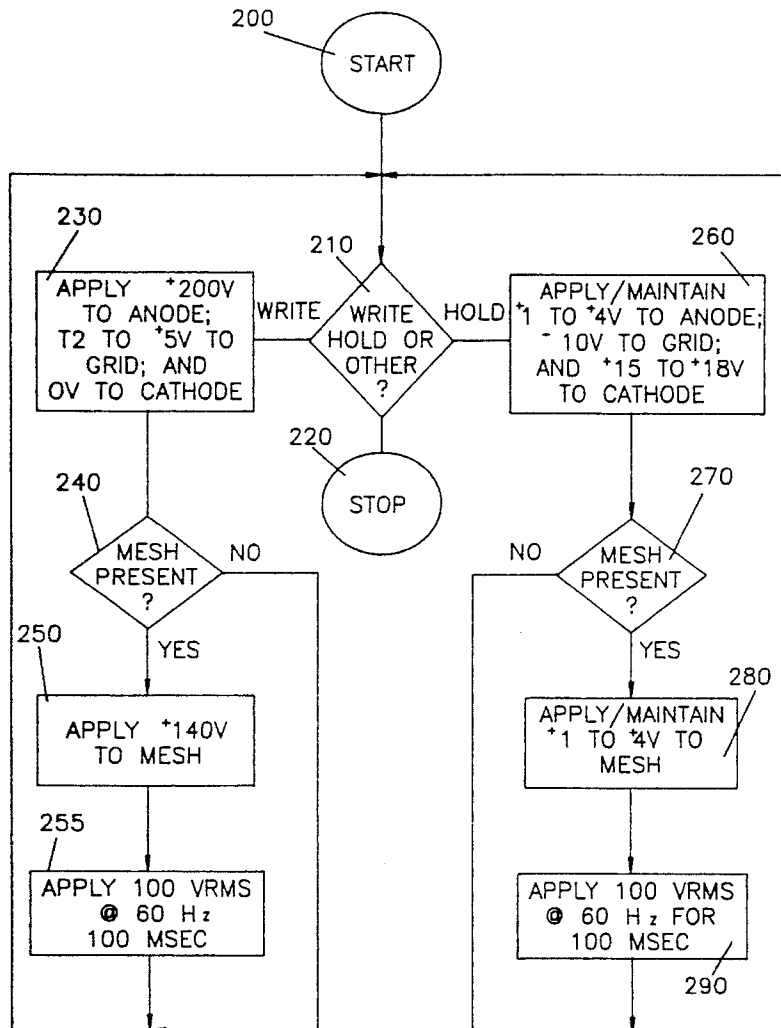 200
START
230
APPLY +200V
TO ANODE;
T2 TO +5V TO
GRID; AND
0V TO CATHODE
WRITE
210
WRITE
HOLD OR
OTHER
?
HOLD
260
APPLY/MAINTAIN
+1 TO +4V TO ANODE;
- 10V TO GRID;
AND +15 TO +18V
TO CATHODE
220
STOP
240
MESH
PRESENT
?
NO
YES
270
MESH
PRESENT
?
NO
YES
250
APPLY +140V
TO MESH
280
APPLY/MAINTAIN
+1 TO +4V TO
MESH
255
APPLY 100 VRMS
@ 60 Hz
100 MSEC
APPLY 100 VRMS
@ 60 Hz FOR
100 MSEC
290